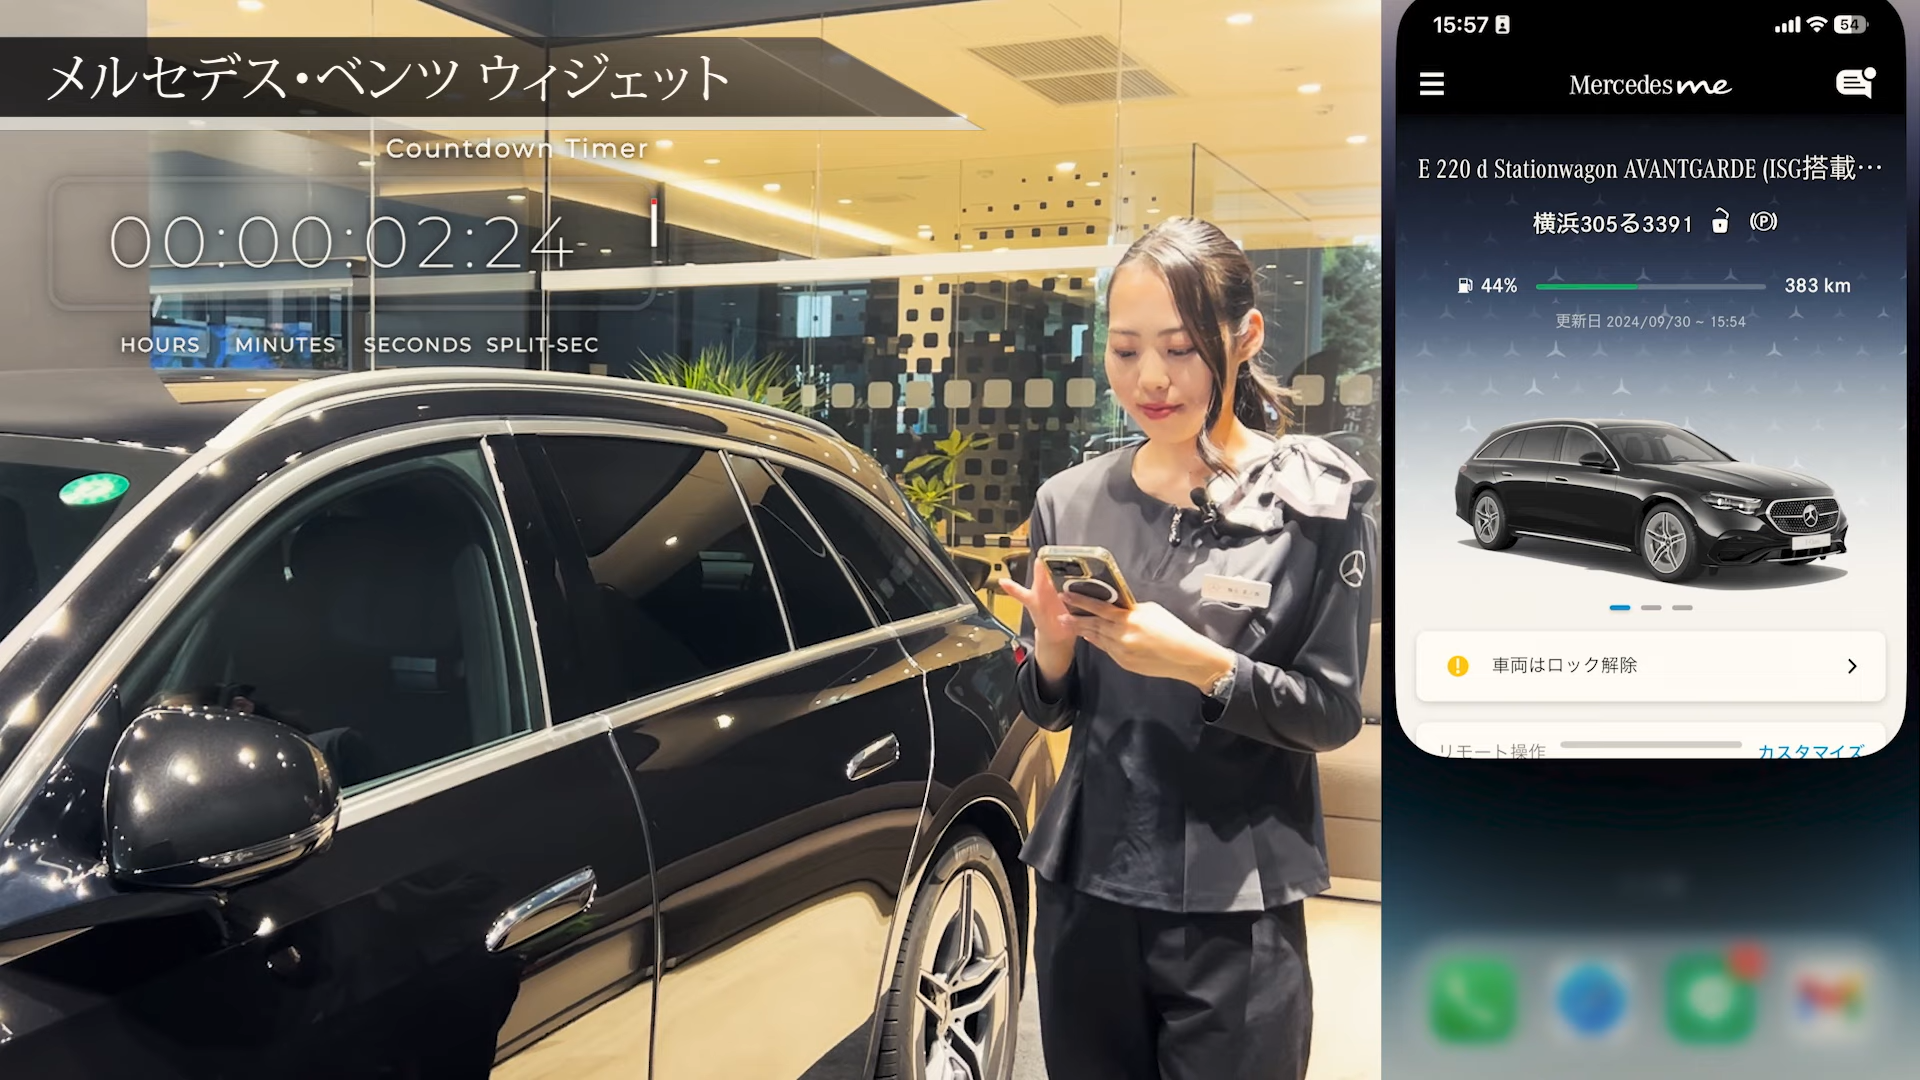 メルセデス・ベンツ ウィジェット
Countdown Timer
00:00:02:24
HOURS MINUTES SECONDS SPLIT-SEC
15:57
54
Mercedes me
E 220 d Stationwagon AVANTGARDE (ISG搭載…
横浜305る3391
44% 383 km
更新日 2024/09/30 ~ 15:54
車両はロック解除
リモート操作 カスタマイズ